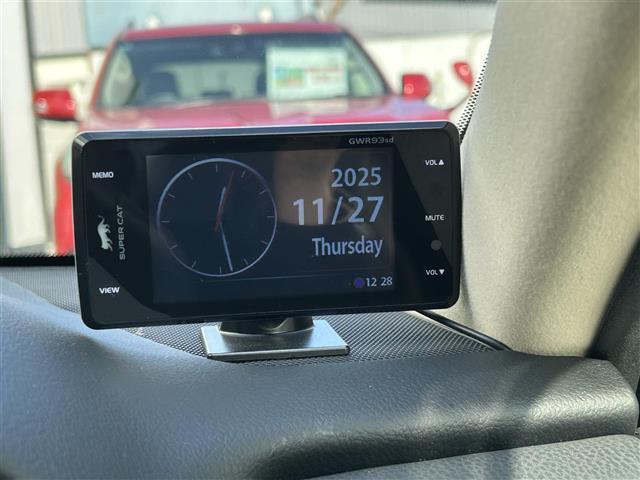 GWR93sd
MEMO
SUPER CAT
VIEW
2025
11/27
Thursday
12 28
VOL▲
MUTE
VOL▼